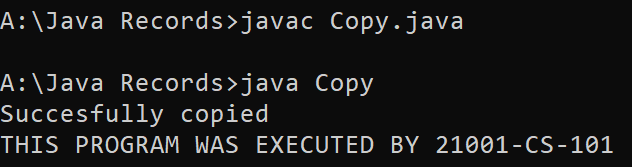 A:\Java Records>javac Copy.java
A:\Java Records>java Copy
Succesfully copied
THIS PROGRAM WAS EXECUTED BY 21001-CS-101